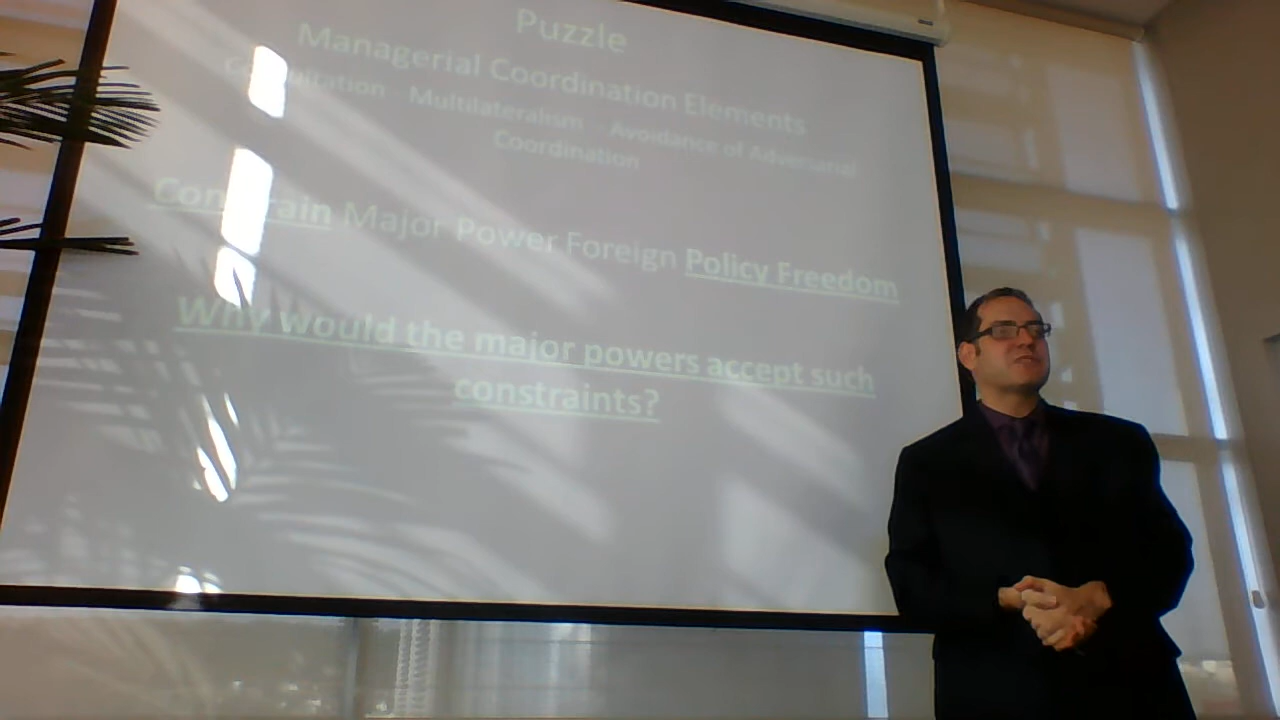 Puzzle
Managerial Coordination Elements
Multilateralism Avoidance of Adversarial
Coordination
Constrain Major Power Foreign Policy Freedom
Why would the major powers accept such
constraints?